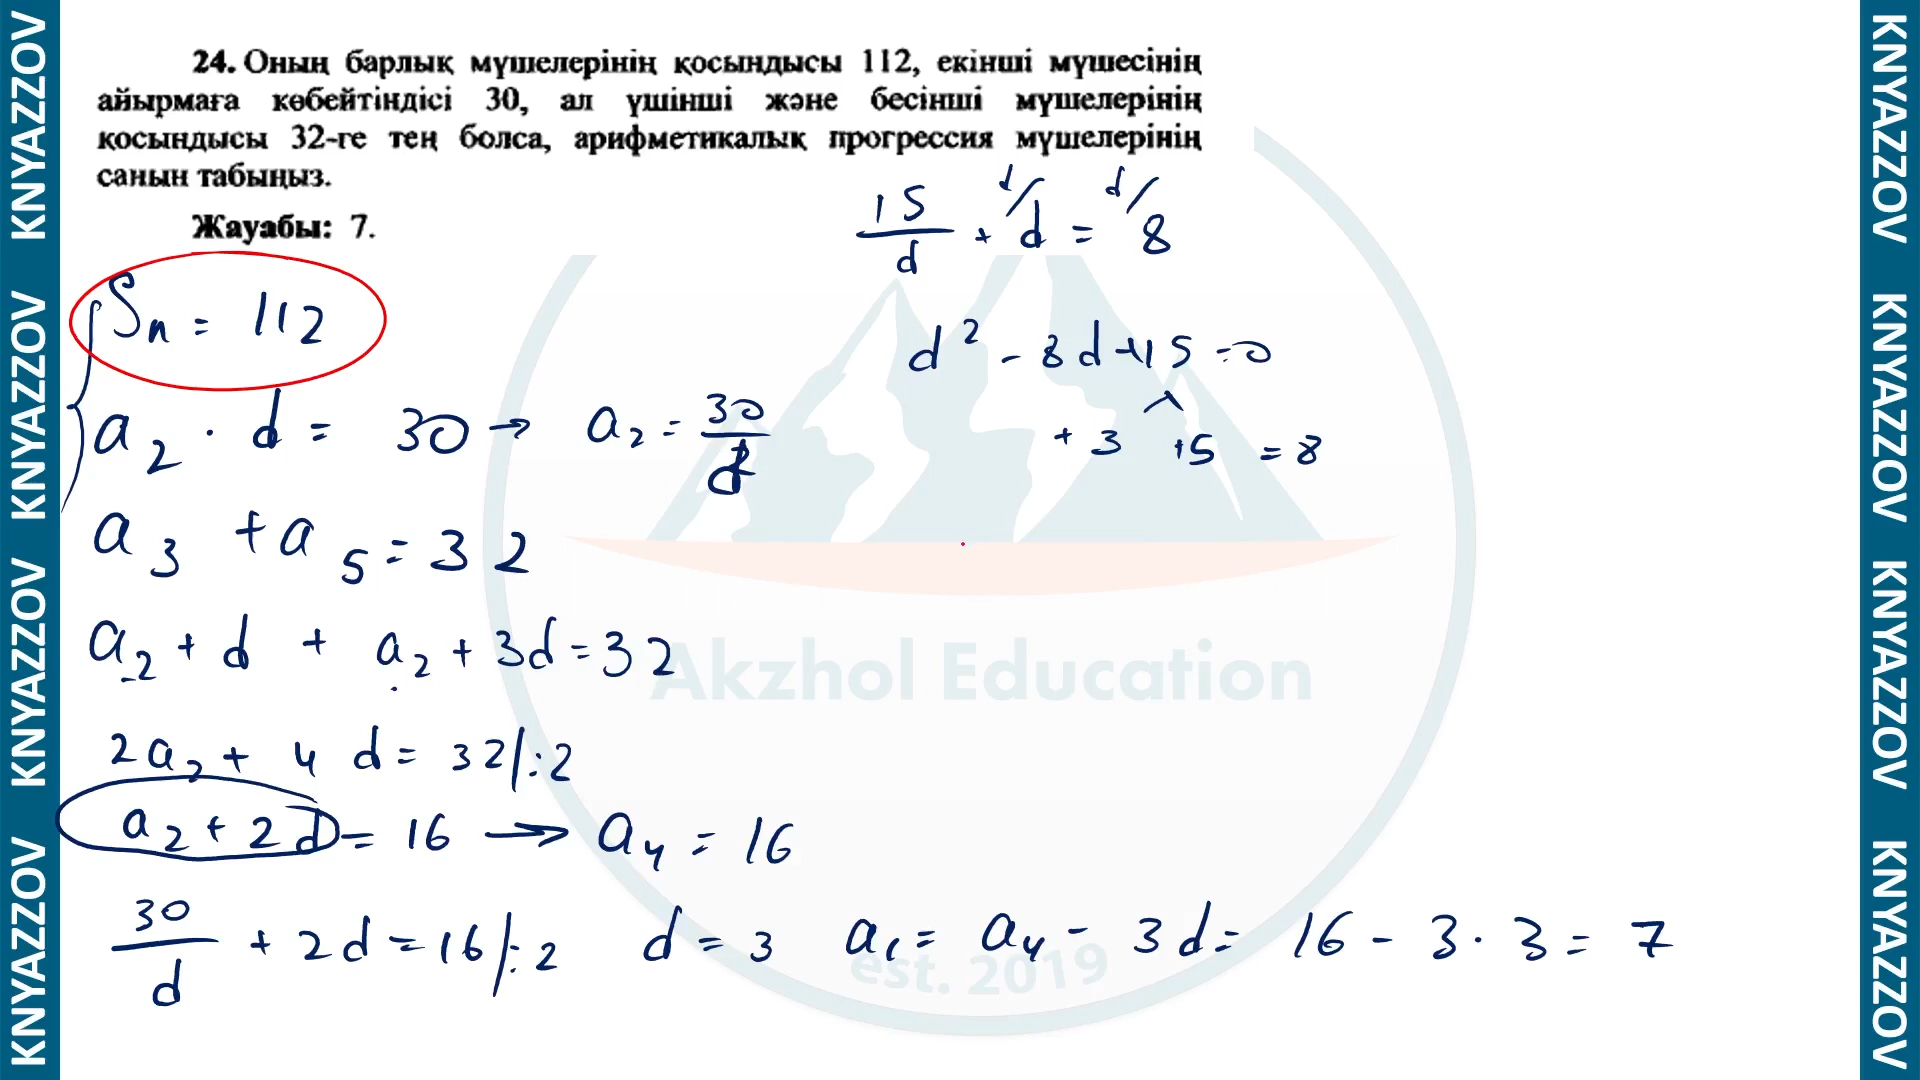 24. Оның барлық мүшелерінің қосындысы 112, екінші мүшесінің
айырмаға көбейтіндісі 30, ал үшінші және бесінші мүшелерінің
қосындысы 32-ге тең болса, арифметикалық прогрессия мүшелерінің
санын табыңыз.
Жауабы: 7.
15/d + d = 8
d d
Sn = 112
d² - 8d + 15 = 0
+3 +5 = 8
a₂ · d = 30 → a₂ = 30/d
a₃ + a₅ = 32
a₂ + d + a₂ + 3d = 32
2a₂ + 4d = 32 |:2
a₂ + 2d = 16 → a₄ = 16
30/d + 2d = 16 |:2 d = 3 a₁ = a₄ - 3d = 16 - 3·3 = 7
Akzhol Education
est. 2019
KNYAZZOV KNYAZZOV KNYAZZOV KNYAZZOV
KNYAZZOV KNYAZZOV KNYAZZOV KNYAZZOV